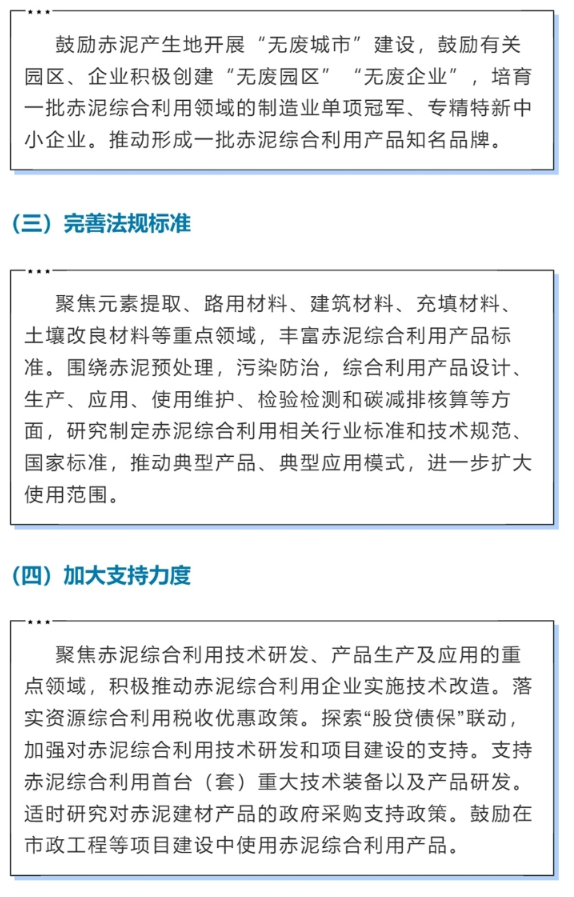 鼓励赤泥产生地开展“无废城市”建设，鼓励有关
园区、企业积极创建“无废园区”“无废企业”，培育
一批赤泥综合利用领域的制造业单项冠军、专精特新中
小企业。推动形成一批赤泥综合利用产品知名品牌。
（三）完善法规标准
聚焦元素提取、路用材料、建筑材料、充填材料、
土壤改良材料等重点领域，丰富赤泥综合利用产品标
准。围绕赤泥预处理，污染防治，综合利用产品设计、
生产、应用、使用维护、检验检测和碳减排核算等方
面，研究制定赤泥综合利用相关行业标准和技术规范、
国家标准，推动典型产品、典型应用模式，进一步扩大
使用范围。
（四）加大支持力度
聚焦赤泥综合利用技术研发、产品生产及应用的重
点领域，积极推动赤泥综合利用企业实施技术改造。落
实资源综合利用税收优惠政策。探索“股贷债保”联动，
加强对赤泥综合利用技术研发和项目建设的支持。支持
赤泥综合利用首台（套）重大技术装备以及产品研发。
适时研究对赤泥建材产品的政府采购支持政策。鼓励在
市政工程等项目建设中使用赤泥综合利用产品。